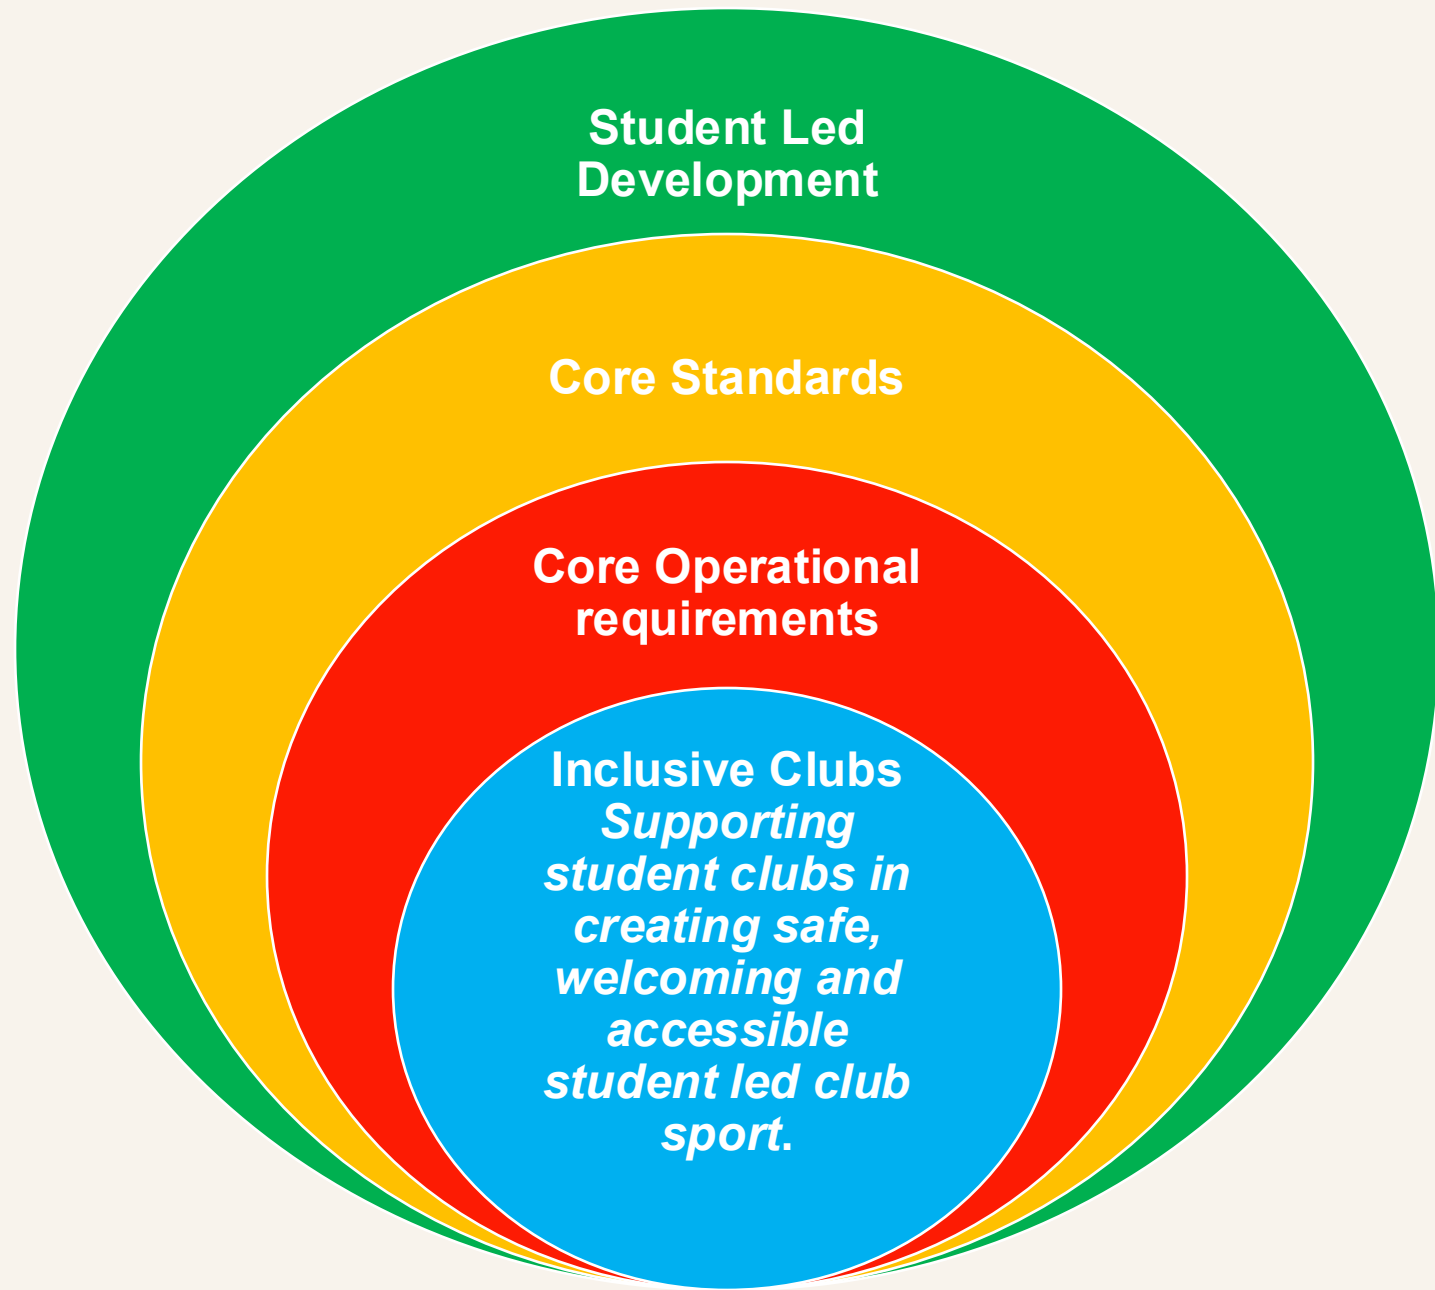 Student Led
Development
Core Standards
Core Operational
requirements
Inclusive Clubs
Supporting
student clubs in
creating safe,
welcoming and
accessible
student led club
sport.